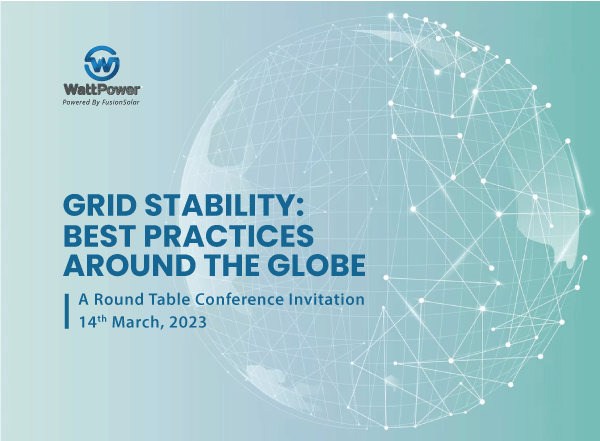 WattPower
Powered By FusionSolar
GRID STABILITY:
BEST PRACTICES
AROUND THE GLOBE
A Round Table Conference Invitation
14th March, 2023